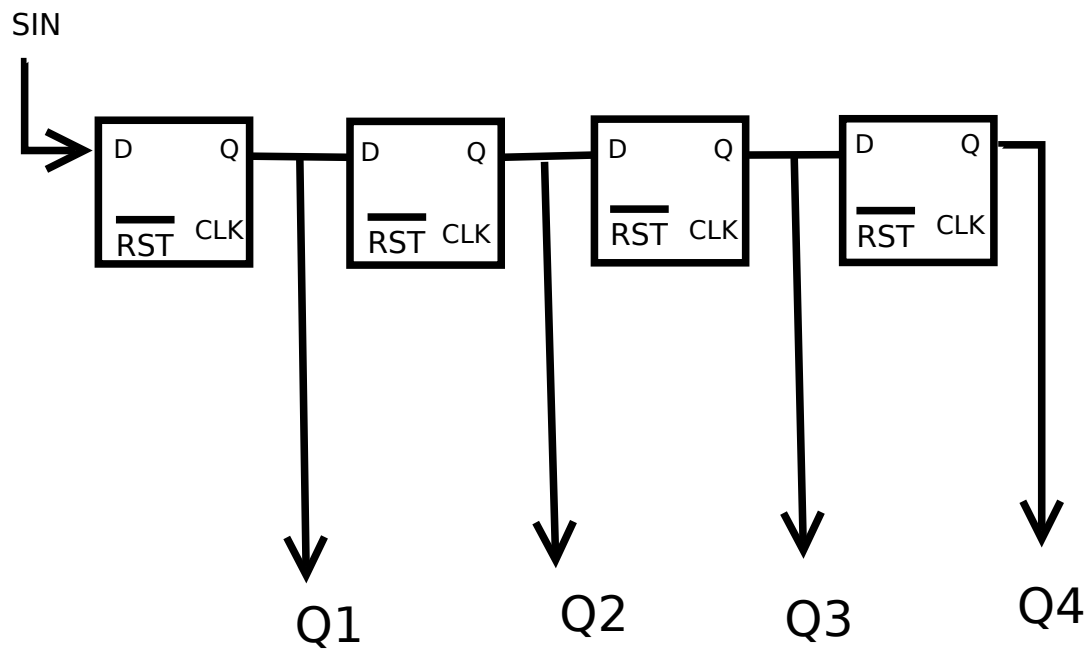 SIN
D Q
RST CLK
D Q
RST CLK
D Q
RST CLK
D Q
RST CLK
Q1
Q2
Q3
Q4